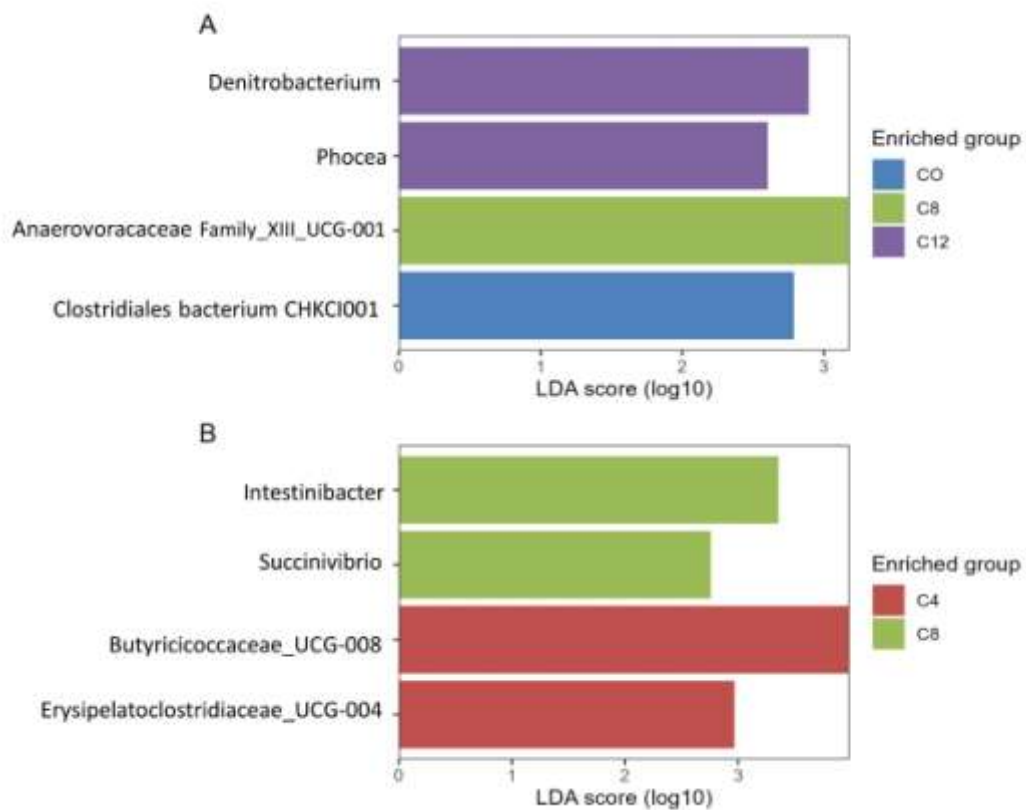 A
Denitrobacterium
Phocea
Anaerovoracaceae Family_XIII_UCG-001
Clostridiales bacterium CHKCI001
0 1 2 3
LDA score (log10)
Enriched group
CO
C8
C12
B
Intestinibacter
Succinivibrio
Butyricicoccaceae_UCG-008
Erysipelatoclostridiaceae_UCG-004
0 1 2 3
LDA score (log10)
Enriched group
C4
C8